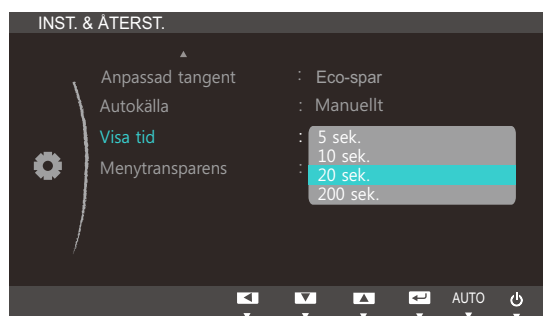 INST. & ÅTERST.
Anpassad tangent : Eco-spar
Autokälla : Manuellt
Visa tid : 5 sek.
10 sek.
Menytransparens : 20 sek.
200 sek.
AUTO